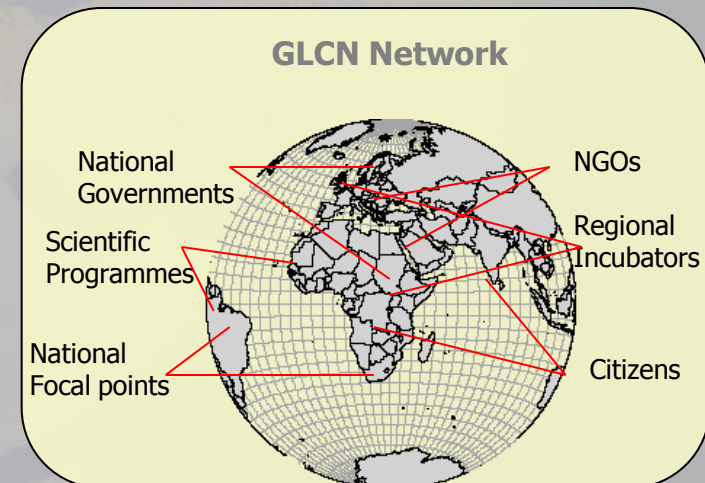 GLCN Network
National
Governments
NGOs
Scientific
Programmes
Regional
Incubators
National
Focal points
Citizens